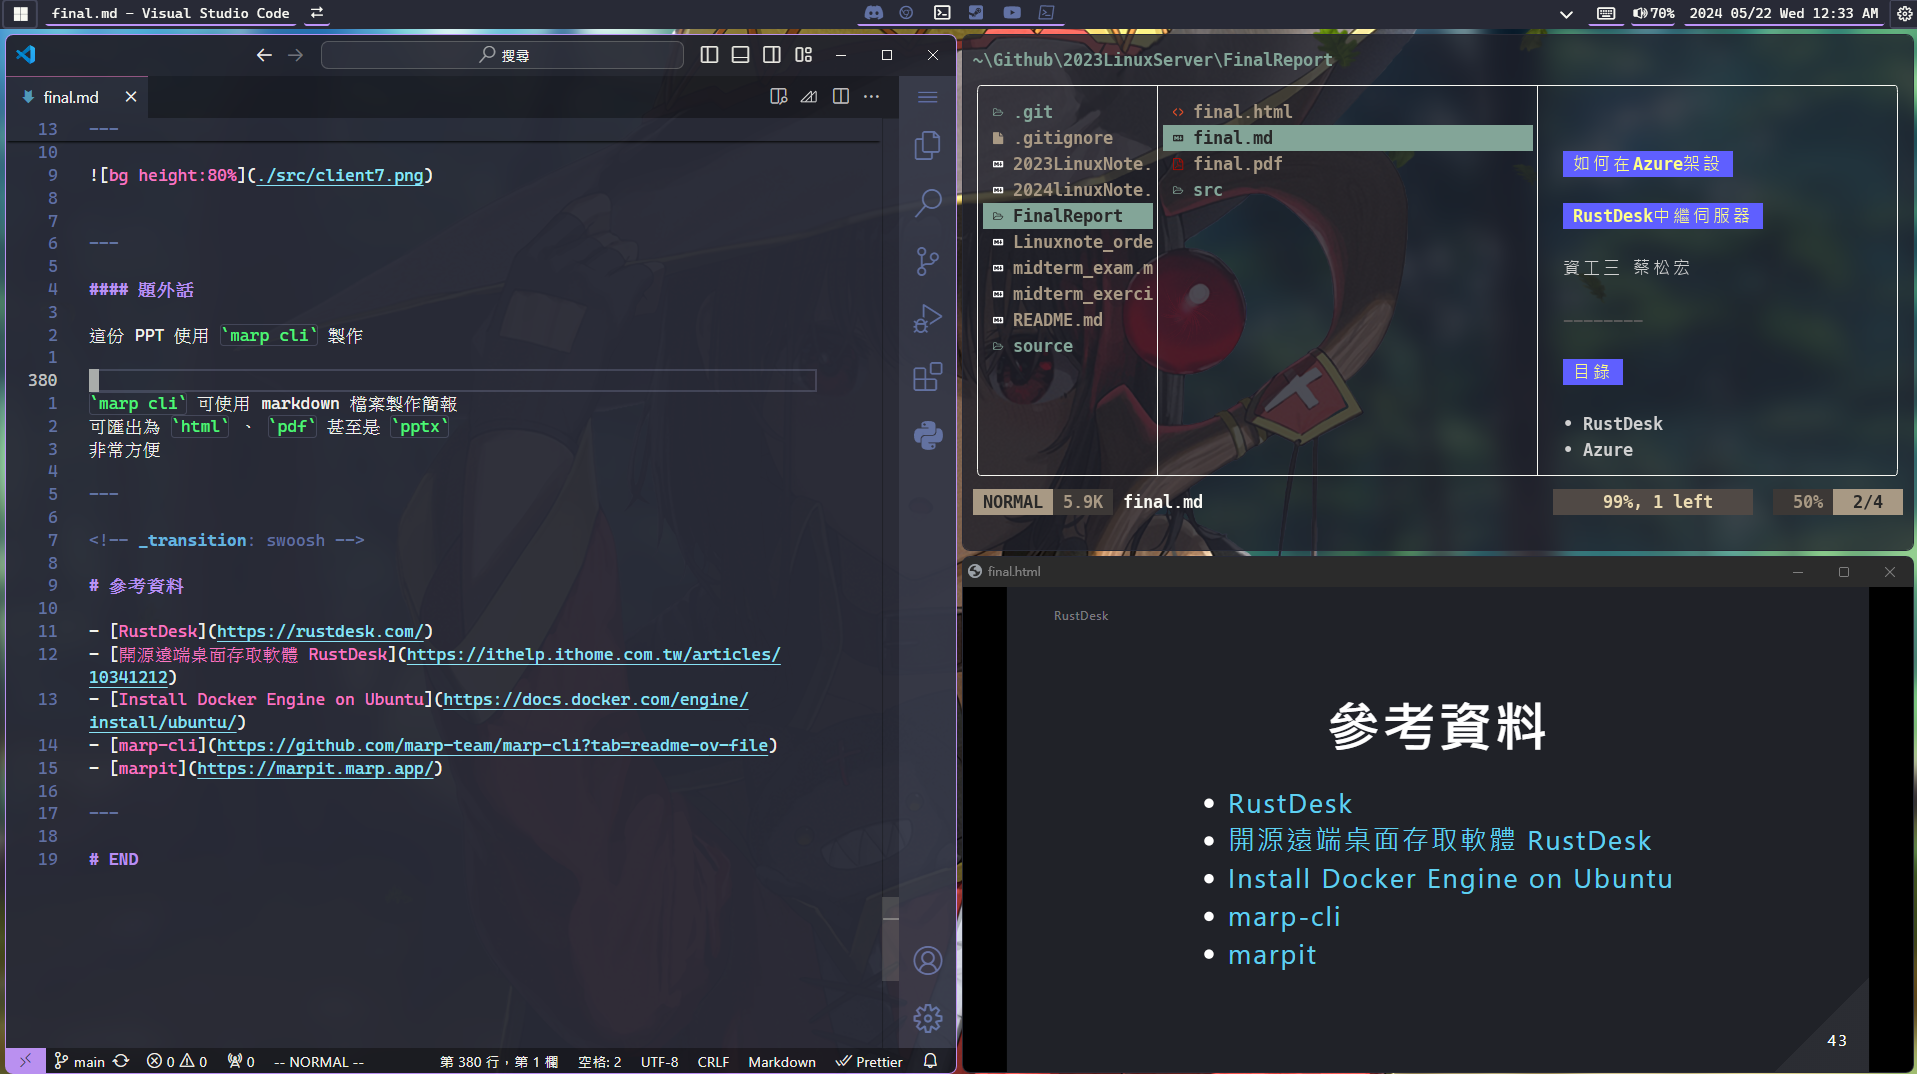 final.md — Visual Studio Code
70%
2024 05/22 Wed 12:33 AM
搜尋
final.md
13 ---
10
9 ![bg height:80%](./src/client7.png)
8
7
6 ---
5
4 #### 題外話
3
2 這份 PPT 使用 `marp cli` 製作
1
380
1 `marp cli` 可使用 markdown 檔案製作簡報
2 可匯出為 `html` 、 `pdf` 甚至是 `pptx`
3 非常方便
4
5 ---
6
7 <!-- _transition: swoosh -->
8
9 # 參考資料
10
11 - [RustDesk](https://rustdesk.com/)
12 - [開源遠端桌面存取軟體 RustDesk](https://ithelp.ithome.com.tw/articles/
10341212)
13 - [Install Docker Engine on Ubuntu](https://docs.docker.com/engine/
install/ubuntu/)
14 - [marp-cli](https://github.com/marp-team/marp-cli?tab=readme-ov-file)
15 - [marpit](https://marpit.marp.app/)
16
17 ---
18
19 # END
main 0 0 0 -- NORMAL -- 第 380 行，第 1 欄 空格: 2 UTF-8 CRLF Markdown Prettier
~\Github\2023LinuxServer\FinalReport
.git
.gitignore
2023LinuxNote.
2024linuxNote.
FinalReport
Linuxnote_orde
midterm_exam.m
midterm_exerci
README.md
source
final.html
final.md
final.pdf
src
如何在Azure架設
RustDesk中繼伺服器
資工三 蔡松宏
————————
目錄
• RustDesk
• Azure
NORMAL 5.9K final.md 99%, 1 left 50% 2/4
final.html
RustDesk
參考資料
• RustDesk
• 開源遠端桌面存取軟體 RustDesk
• Install Docker Engine on Ubuntu
• marp-cli
• marpit
43